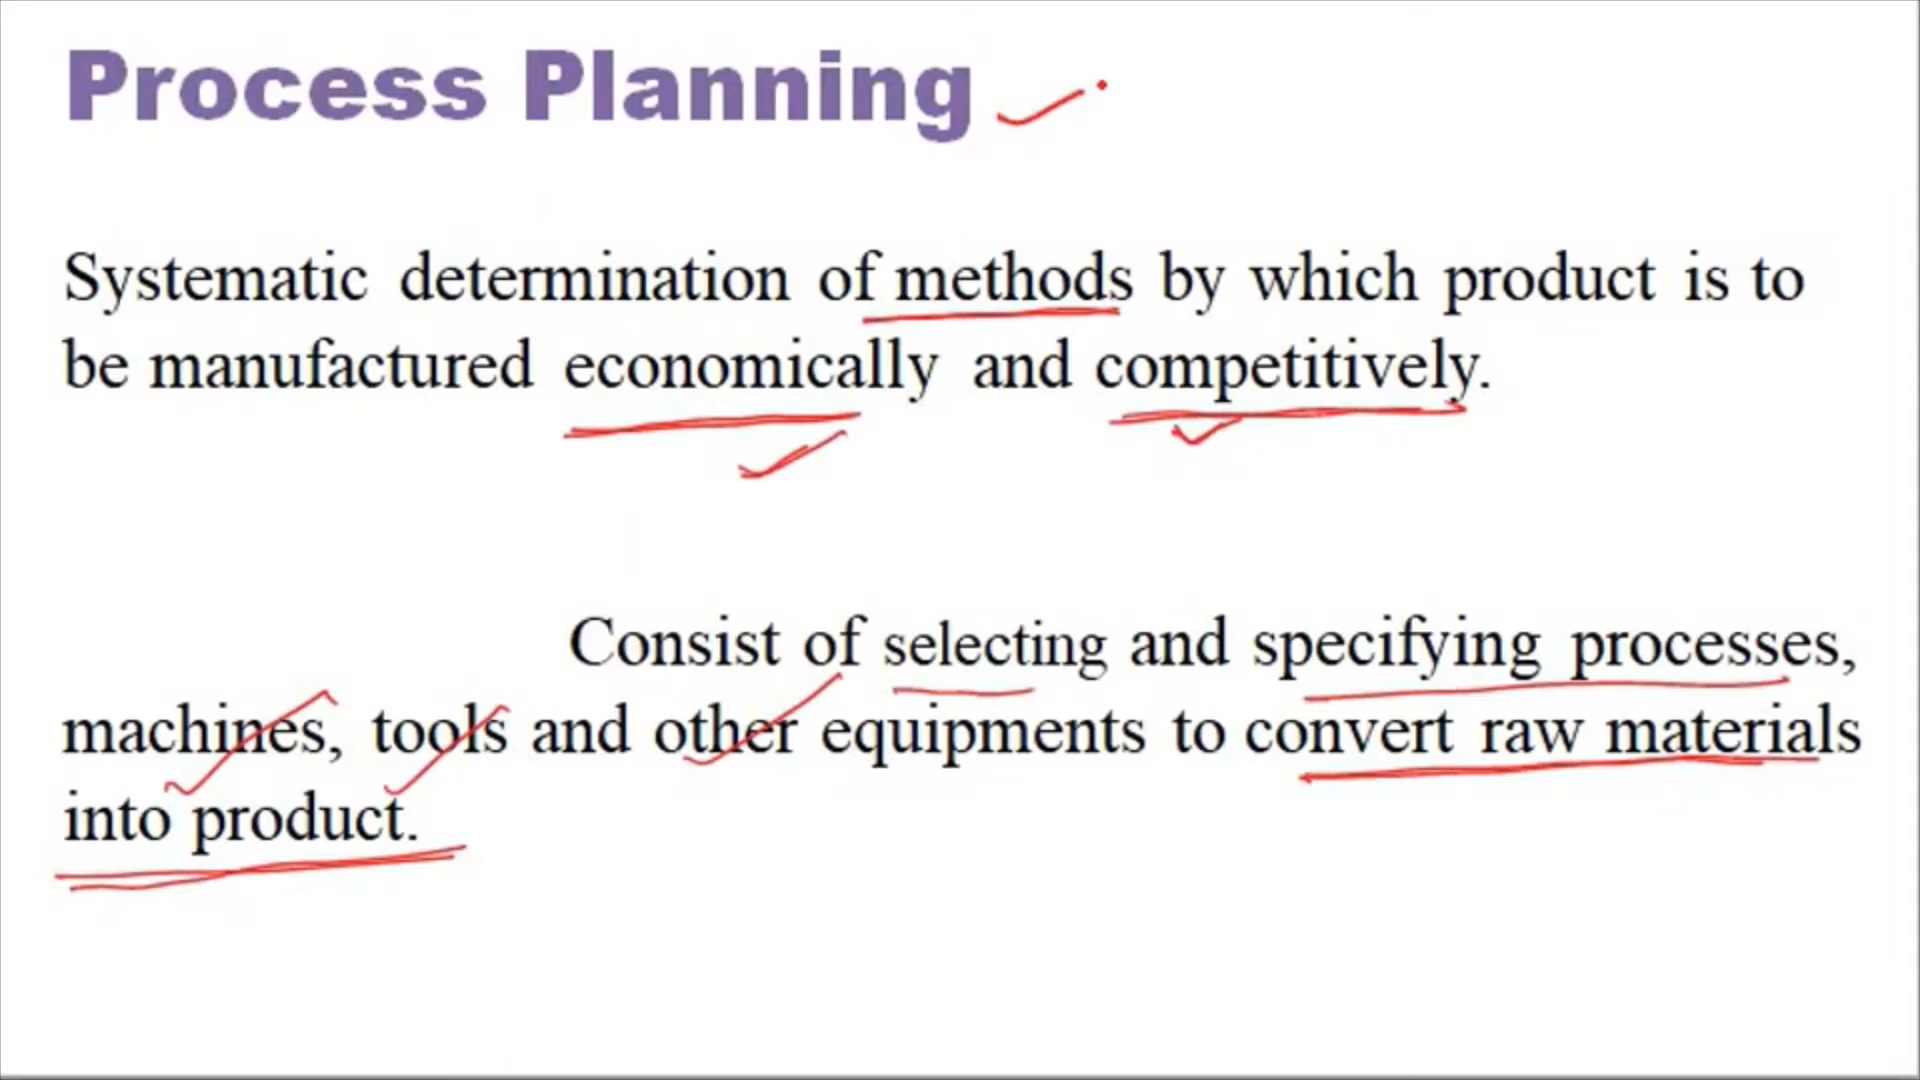 Process Planning
Systematic determination of methods by which product is to
be manufactured economically and competitively.
Consist of selecting and specifying processes,
machines, tools and other equipments to convert raw materials
into product.